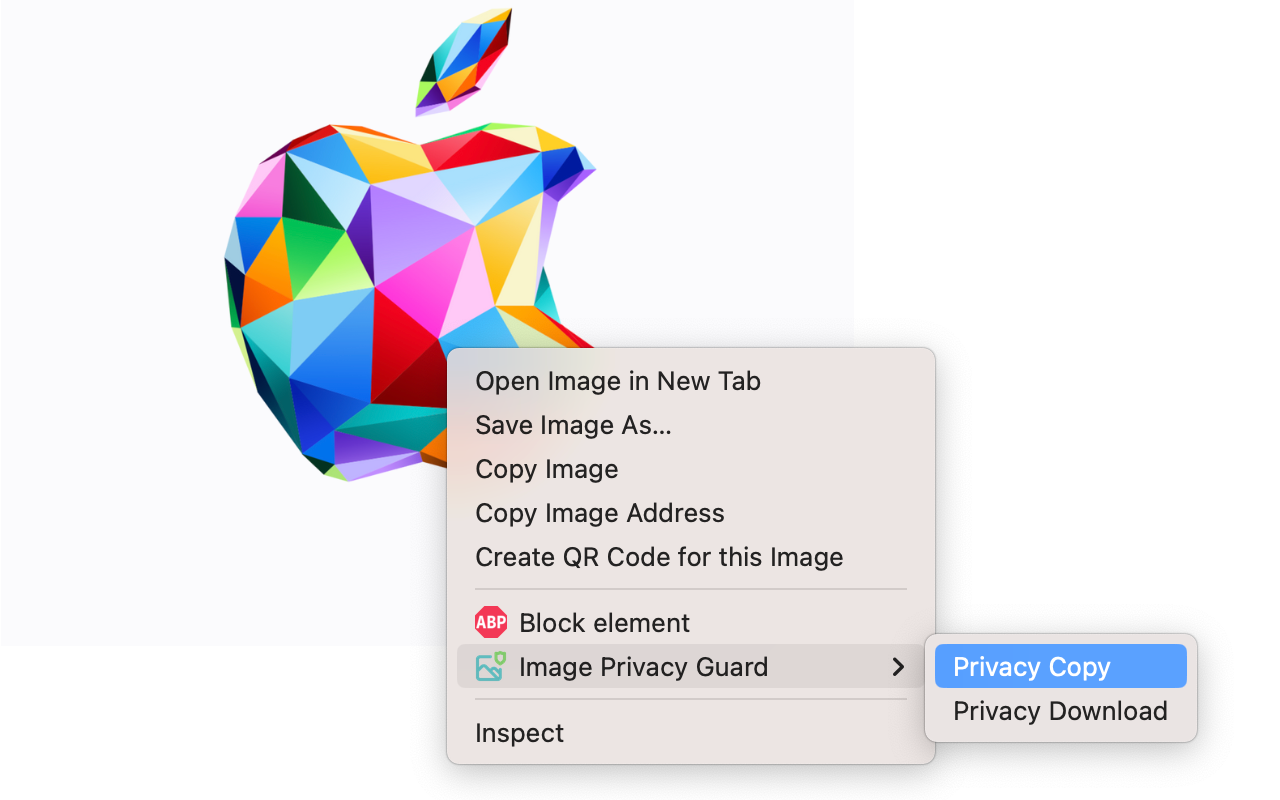 Open Image in New Tab
Save Image As...
Copy Image
Copy Image Address
Create QR Code for this Image
ABP Block element
Image Privacy Guard
Privacy Copy
Privacy Download
Inspect